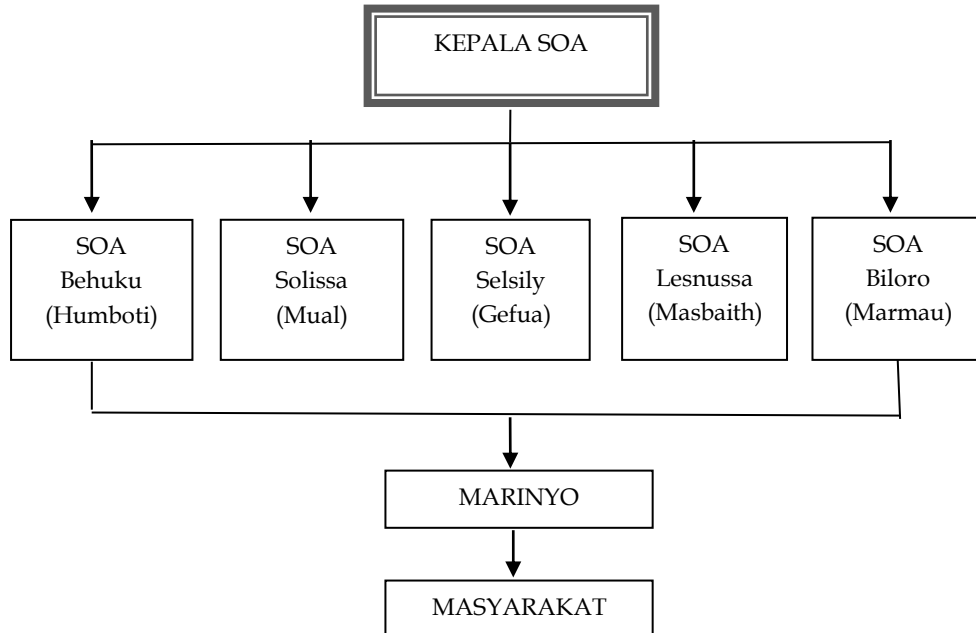 KEPALA SOA
SOA
Behuku
(Humboti)
SOA
Solissa
(Mual)
SOA
Selsily
(Gefua)
SOA
Lesnussa
(Masbaith)
SOA
Biloro
(Marmau)
MARINYO
MASYARAKAT